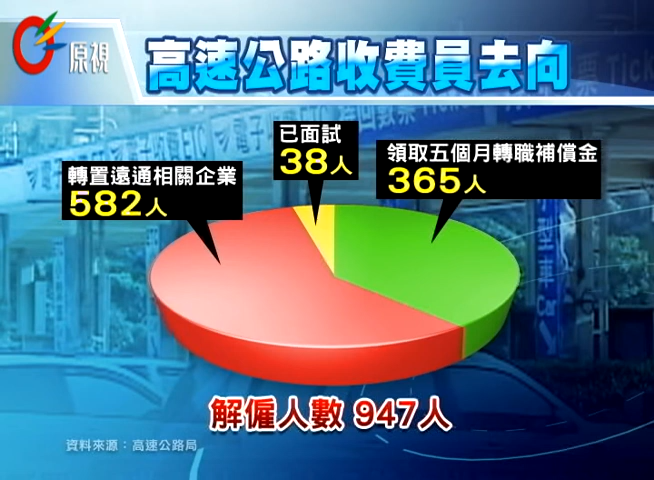 原視
高速公路收費員去向
轉置遠通相關企業
582人
已面試
38人
領取五個月轉職補償金
365人
解僱人數 947人
資料來源：高速公路局